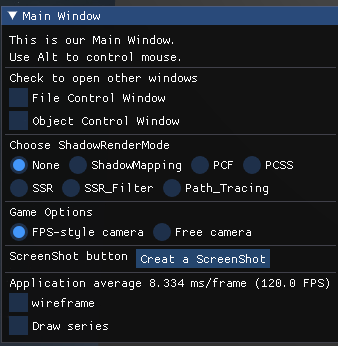 Main Window
This is our Main Window.
Use Alt to control mouse.
Check to open other windows
File Control Window
Object Control Window
Choose ShadowRenderMode
None ShadowMapping PCF PCSS
SSR SSR_Filter Path_Tracing
Game Options
FPS-style camera Free camera
ScreenShot button Creat a ScreenShot
Application average 8.334 ms/frame (120.0 FPS)
wireframe
Draw series